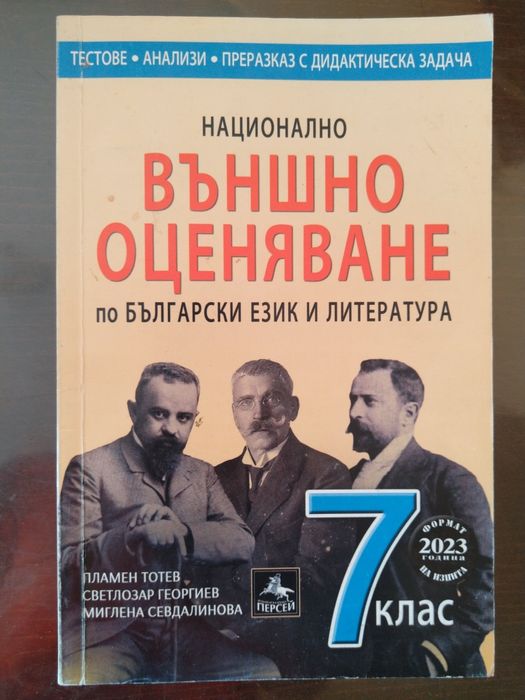 ТЕСТОВЕ • АНАЛИЗИ • ПРЕРАЗКАЗ С ДИДАКТИЧЕСКА ЗАДАЧА
НАЦИОНАЛНО
ВЪНШНО
ОЦЕНЯВАНЕ
по БЪЛГАРСКИ ЕЗИК И ЛИТЕРАТУРА
7 клас
ФОРМАТ
2023
година
НА ИЗПИТА
ПЛАМЕН ТОТЕВ
СВЕТЛОЗАР ГЕОРГИЕВ
МИГЛЕНА СЕВДАЛИНОВА
ПЕРСЕЙ